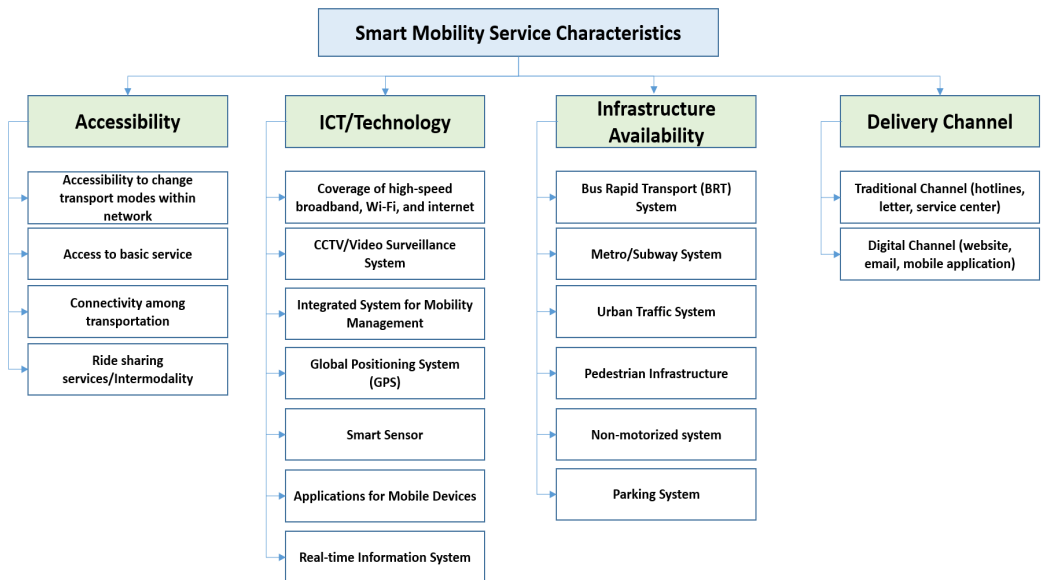 Smart Mobility Service Characteristics
Accessibility
Accessibility to change
transport modes within
network
Access to basic service
Connectivity among
transportation
Ride sharing
services/Intermodality
ICT/Technology
Coverage of high-speed
broadband, Wi-Fi, and internet
CCTV/Video Surveillance
System
Integrated System for Mobility
Management
Global Positioning System
(GPS)
Smart Sensor
Applications for Mobile Devices
Real-time Information System
Infrastructure
Availability
Bus Rapid Transport (BRT)
System
Metro/Subway System
Urban Traffic System
Pedestrian Infrastructure
Non-motorized system
Parking System
Delivery Channel
Traditional Channel (hotlines,
letter, service center)
Digital Channel (website,
email, mobile application)